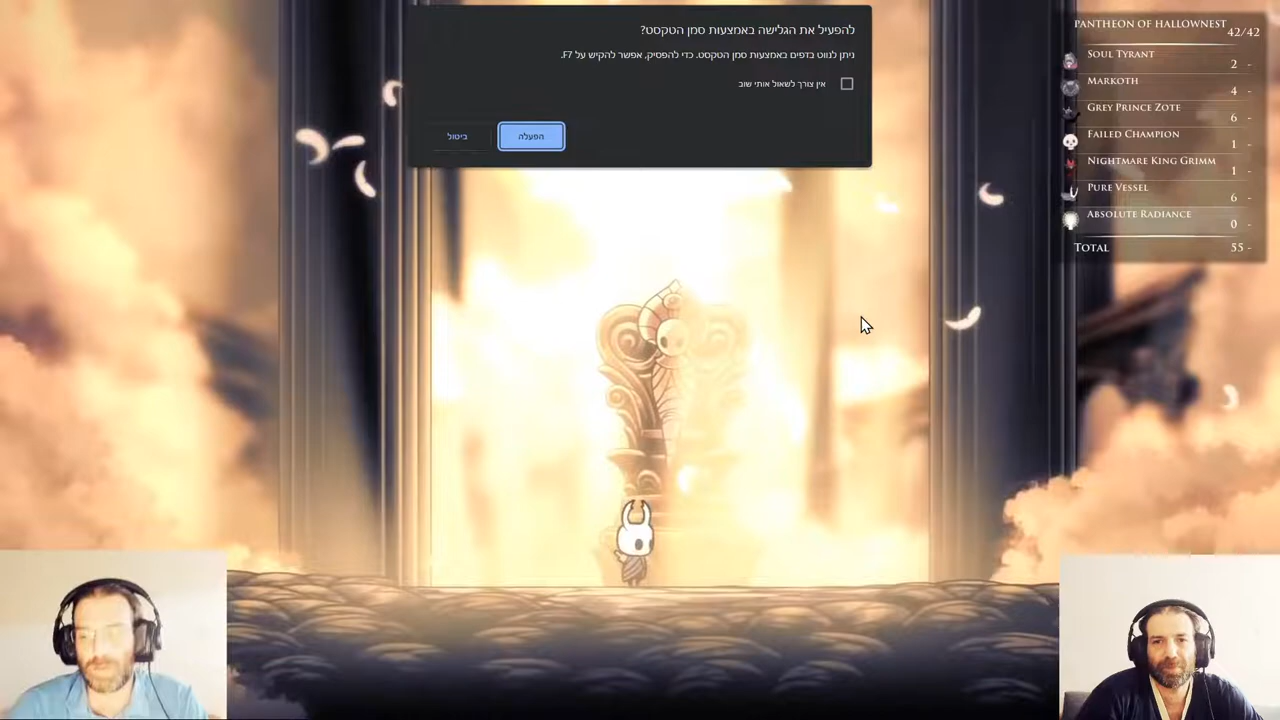 להפעיל את הגלישה באמצעות סמן הטקסט?
ניתן לנווט בדפים באמצעות סמן הטקסט. כדי להפסיק, אפשר להקיש על F7.
אין צורך לשאול אותי שוב
הפעלה
ביטול
PANTHEON OF HALLOWNEST
42/42
SOUL TYRANT 2 -
MARKOTH 4 -
GREY PRINCE ZOTE 6 -
FAILED CHAMPION 1 -
NIGHTMARE KING GRIMM 1 -
PURE VESSEL 6 -
ABSOLUTE RADIANCE 0 -
TOTAL 55 -